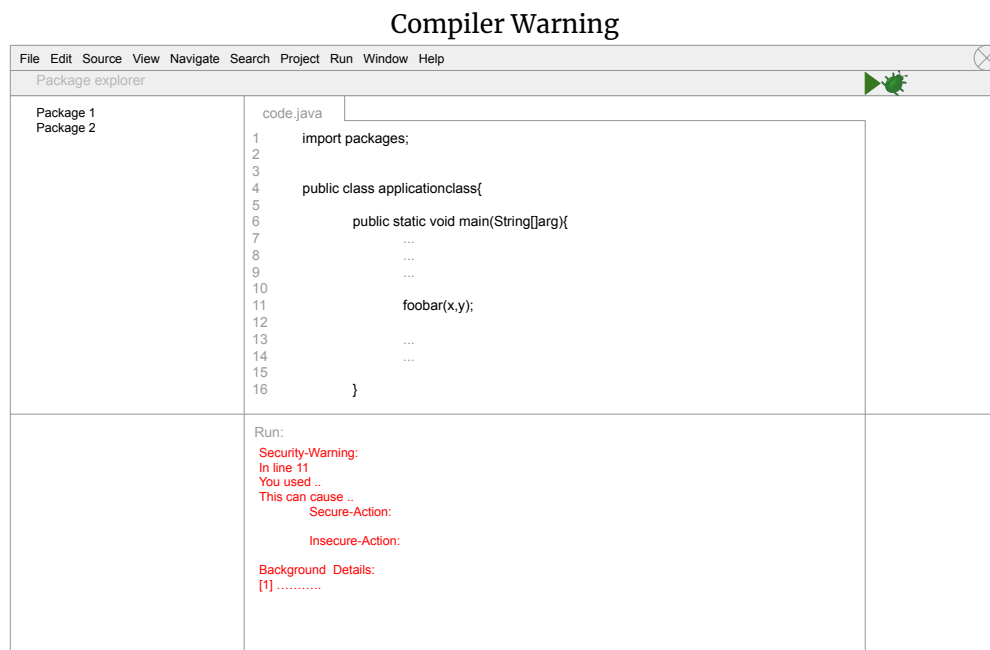 Compiler Warning
File Edit Source View Navigate Search Project Run Window Help
Package explorer
Package 1
Package 2
code.java
1 import packages;
2
3
4 public class applicationclass{
5
6 public static void main(String[]arg){
7 ...
8 ...
9 ...
10
11 foobar(x,y);
12
13 ...
14 ...
15
16 }
Run:
Security-Warning:
In line 11
You used ..
This can cause ..
Secure-Action:
Insecure-Action:
Background Details:
[1] ………..